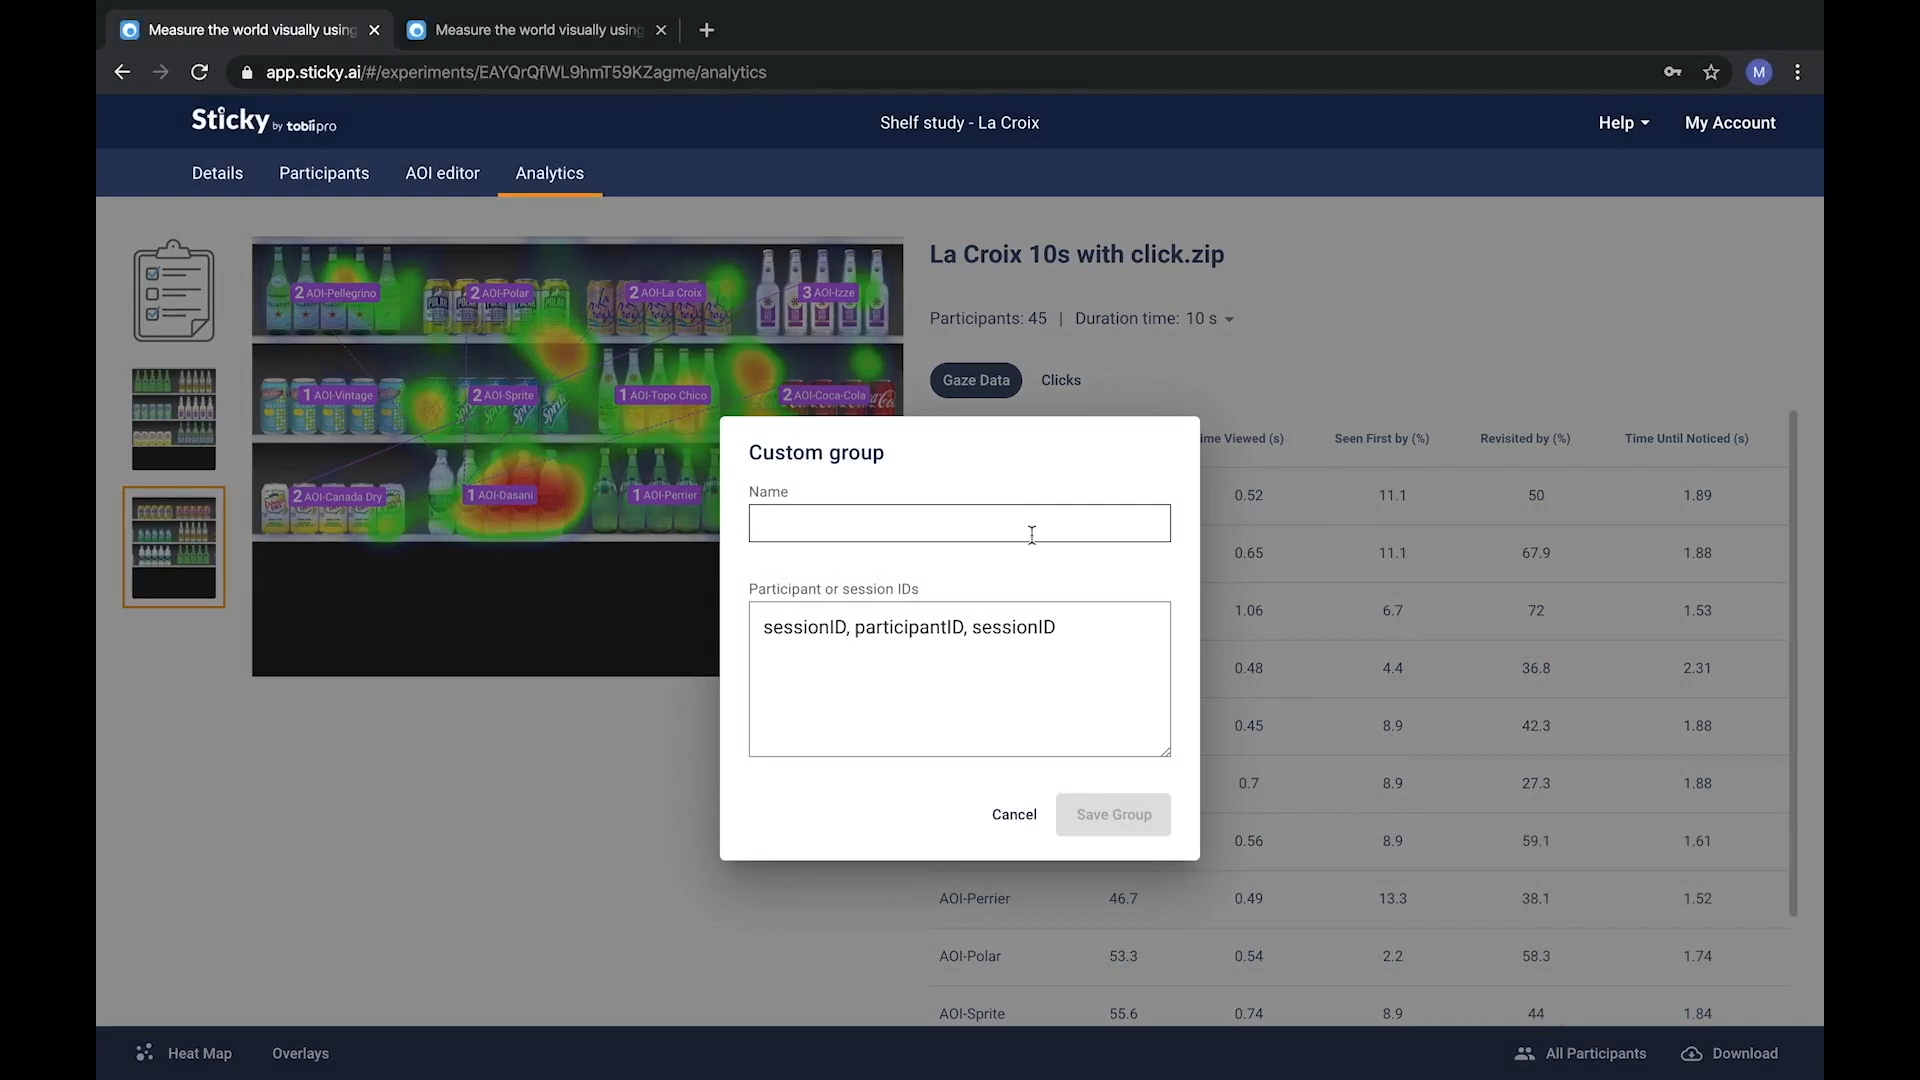 Measure the world visually using
Measure the world visually using
app.sticky.ai/#/experiments/EAYQrQfWL9hmT59KZagme/analytics
M
Sticky by tobii pro
Shelf study - La Croix
Help
My Account
Details
Participants
AOI editor
Analytics
2 AOI-Pellegrino
2 AOI-Polar
2 AOI-La Croix
3 AOI-Izze
1 AOI-Vintage
2 AOI-Sprite
1 AOI-Topo Chico
2 AOI-Coca-Cola
2 AOI-Canada Dry
1 AOI-Dasani
1 AOI-Perrier
La Croix 10s with click.zip
Participants: 45 | Duration time: 10 s
Gaze Data
Clicks
ime Viewed (s)
Seen First by (%)
Revisited by (%)
Time Until Noticed (s)
0.52 11.1 50 1.89
0.65 11.1 67.9 1.88
1.06 6.7 72 1.53
0.48 4.4 36.8 2.31
0.45 8.9 42.3 1.88
0.7 8.9 27.3 1.88
0.56 8.9 59.1 1.61
AOI-Perrier 46.7 0.49 13.3 38.1 1.52
AOI-Polar 53.3 0.54 2.2 58.3 1.74
AOI-Sprite 55.6 0.74 8.9 44 1.84
Custom group
Name
Participant or session IDs
sessionID, participantID, sessionID
Cancel
Save Group
Heat Map
Overlays
All Participants
Download